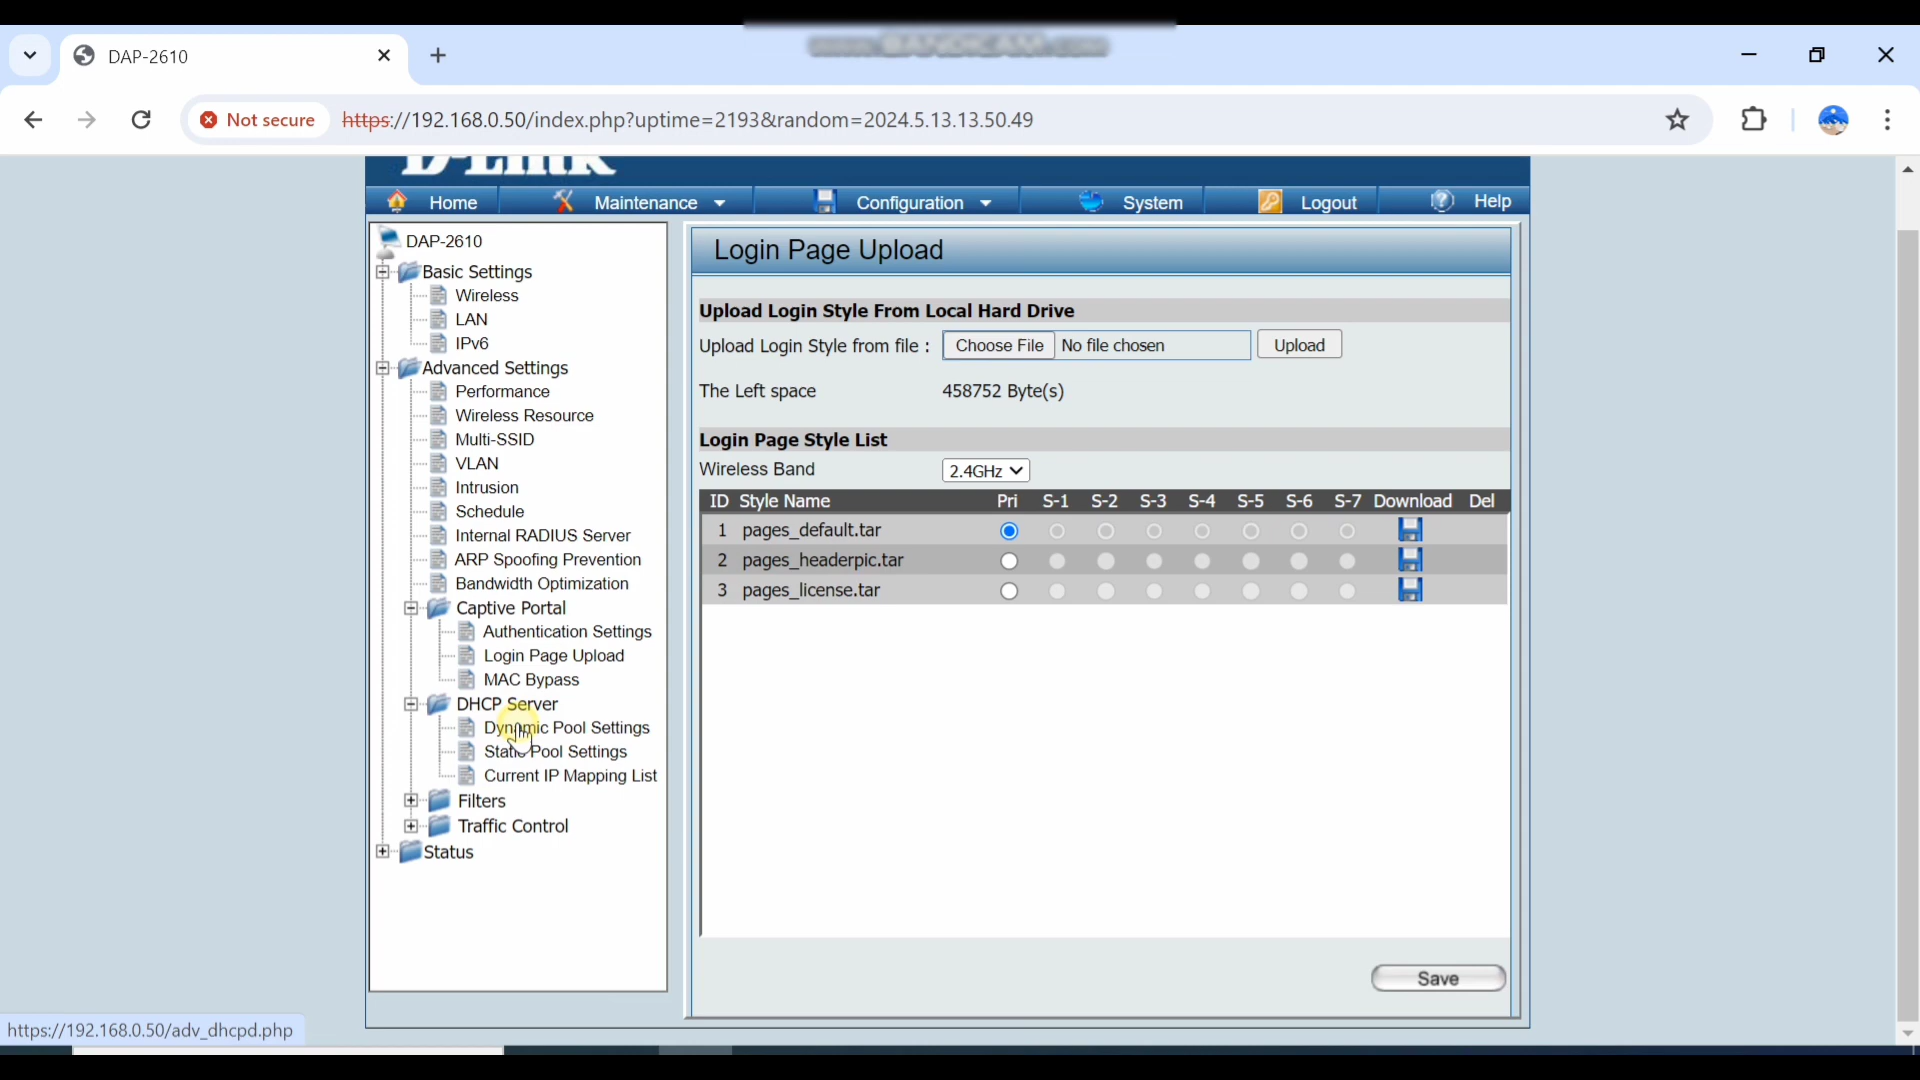 DAP-2610
Not secure https://192.168.0.50/index.php?uptime=2193&random=2024.5.13.13.50.49
D-Link
Home Maintenance Configuration System Logout Help
DAP-2610
Basic Settings
Wireless
LAN
IPv6
Advanced Settings
Performance
Wireless Resource
Multi-SSID
VLAN
Intrusion
Schedule
Internal RADIUS Server
ARP Spoofing Prevention
Bandwidth Optimization
Captive Portal
Authentication Settings
Login Page Upload
MAC Bypass
DHCP Server
Dynamic Pool Settings
Static Pool Settings
Current IP Mapping List
Filters
Traffic Control
Status
Login Page Upload
Upload Login Style From Local Hard Drive
Upload Login Style from file : Choose File No file chosen Upload
The Left space 458752 Byte(s)
Login Page Style List
Wireless Band 2.4GHz
ID Style Name Pri S-1 S-2 S-3 S-4 S-5 S-6 S-7 Download Del
1 pages_default.tar
2 pages_headerpic.tar
3 pages_license.tar
Save
https://192.168.0.50/adv_dhcpd.php